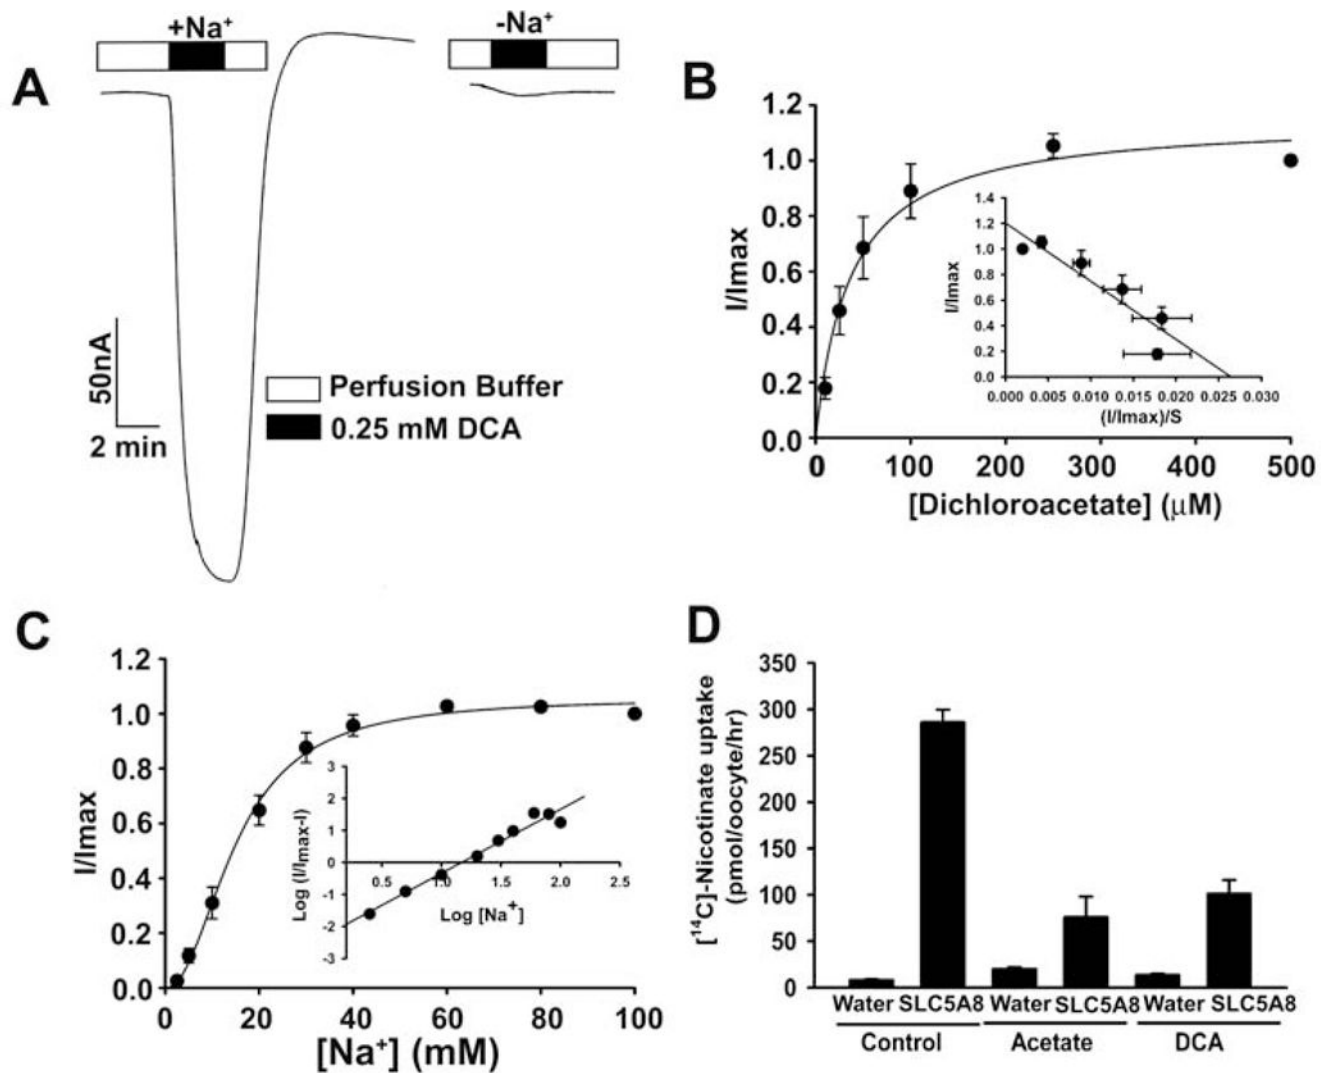 A
+Na⁺
-Na⁺
50nA
2 min
Perfusion Buffer
0.25 mM DCA
B
I/Imax
1.2
1.0
0.8
0.6
0.4
0.2
0.0
0 100 200 300 400 500
[Dichloroacetate] (μM)
I/Imax
1.4
1.2
1.0
0.8
0.6
0.4
0.2
0.0
0.000 0.005 0.010 0.015 0.020 0.025 0.030
(I/Imax)/S
C
I/Imax
1.2
1.0
0.8
0.6
0.4
0.2
0.0
0 20 40 60 80 100
[Na⁺] (mM)
Log (I/Imax-I)
3
2
1
0
-1
-2
-3
0.5 1.0 1.5 2.0 2.5
Log [Na⁺]
D
[¹⁴C]-Nicotinate uptake
(pmol/oocyte/hr)
350
300
250
200
150
100
50
0
Water SLC5A8 Water SLC5A8 Water SLC5A8
Control Acetate DCA